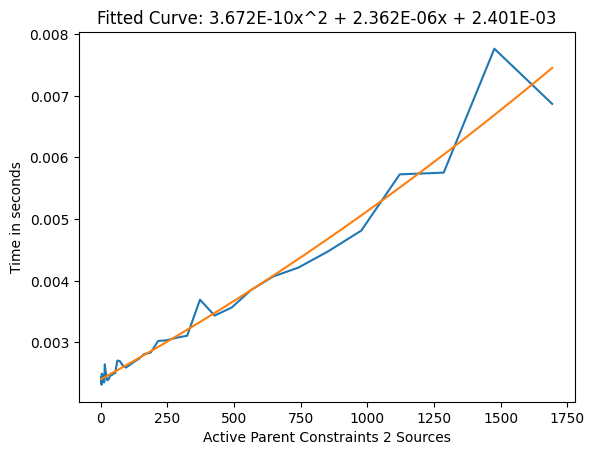 Fitted Curve: 3.672E-10x^2 + 2.362E-06x + 2.401E-03
0.008
0.007
0.006
0.005
0.004
0.003
Time in seconds
0 250 500 750 1000 1250 1500 1750
Active Parent Constraints 2 Sources